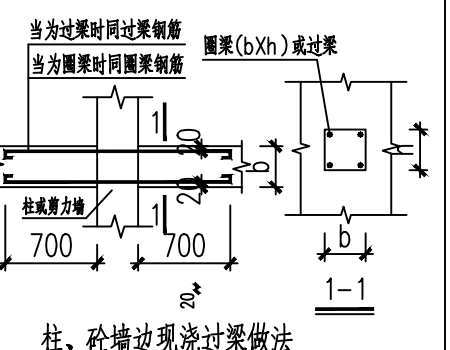 当为过梁时同过梁钢筋
当为圈梁时同圈梁钢筋
圈梁(bXh)或过梁
1
20
b
20
柱或剪力墙
1
700
700
b
20
1-1
柱、砼墙边现浇过梁做法